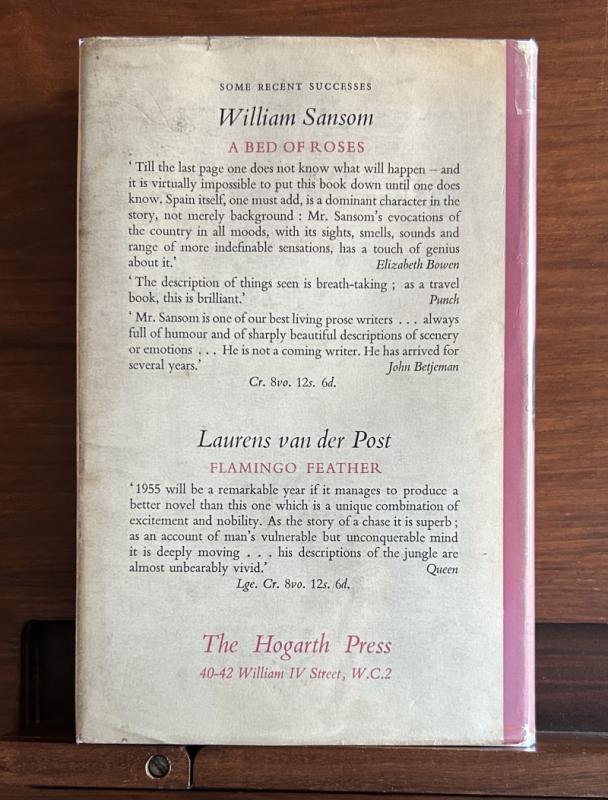 SOME RECENT SUCCESSES
William Sansom
A BED OF ROSES
‘Till the last page one does not know what will happen – and
it is virtually impossible to put this book down until one does
know. Spain itself, one must add, is a dominant character in the
story, not merely background : Mr. Sansom’s evocations of
the country in all moods, with its sights, smells, sounds and
range of more indefinable sensations, has a touch of genius
about it.’ Elizabeth Bowen
‘The description of things seen is breath-taking ; as a travel
book, this is brilliant.’ Punch
‘Mr. Sansom is one of our best living prose writers . . . always
full of humour and of sharply beautiful descriptions of scenery
or emotions . . . He is not a coming writer. He has arrived for
several years.’ John Betjeman
Cr. 8vo. 12s. 6d.
Laurens van der Post
FLAMINGO FEATHER
‘1955 will be a remarkable year if it manages to produce a
better novel than this one which is a unique combination of
excitement and nobility. As the story of a chase it is superb ;
as an account of man’s vulnerable but unconquerable mind
it is deeply moving . . . his descriptions of the jungle are
almost unbearably vivid.’ Queen
Lge. Cr. 8vo. 12s. 6d.
The Hogarth Press
40-42 William IV Street, W.C.2